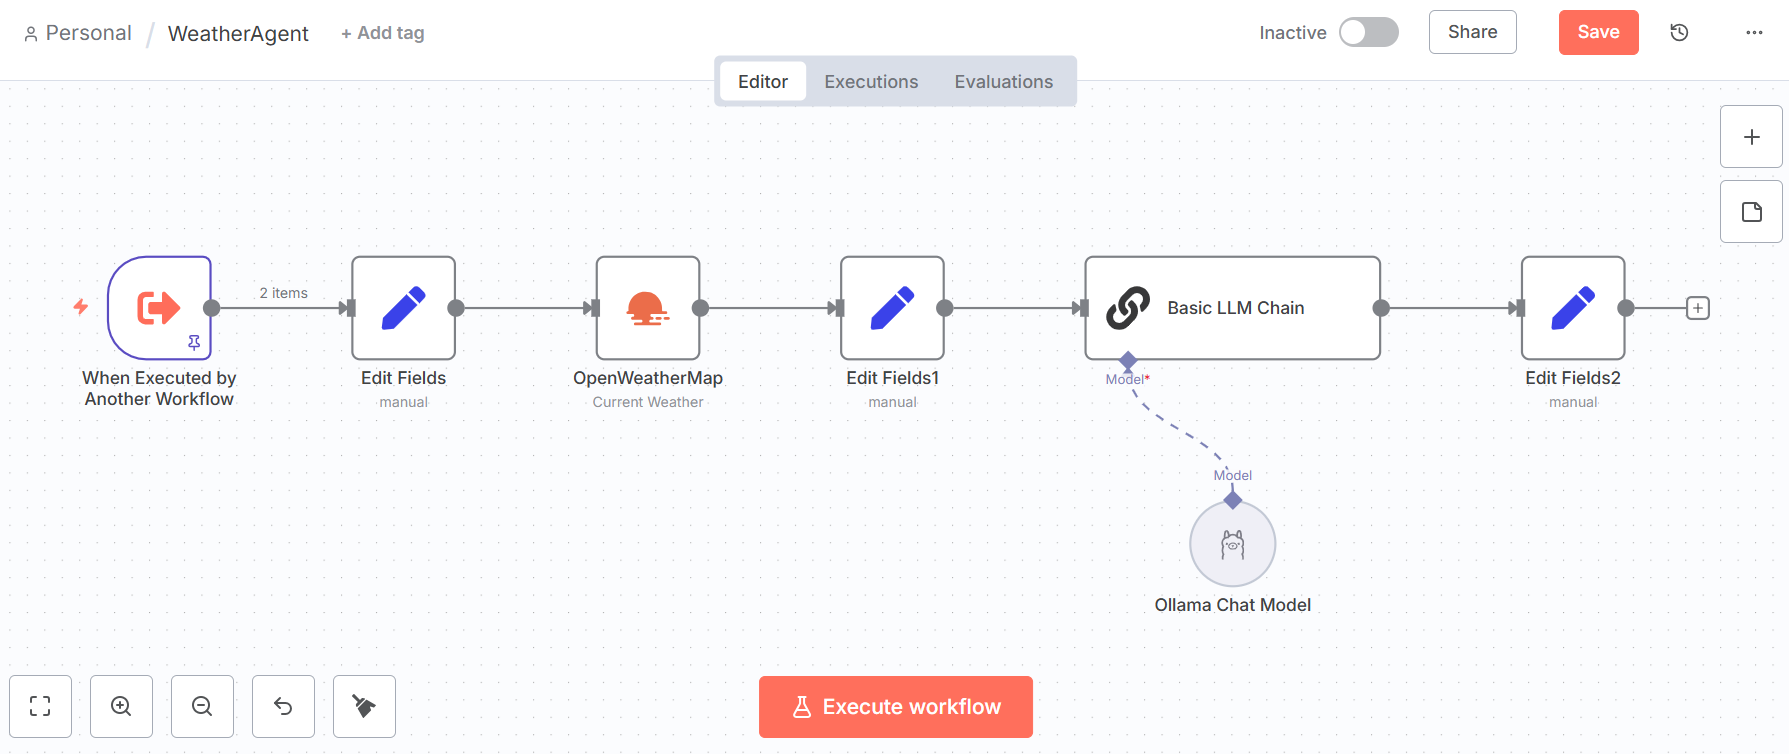 Personal / WeatherAgent + Add tag
Inactive
Share
Save
Editor Executions Evaluations
2 items
When Executed by
Another Workflow
Edit Fields
manual
OpenWeatherMap
Current Weather
Edit Fields1
manual
Basic LLM Chain
Model*
Model
Ollama Chat Model
Edit Fields2
manual
Execute workflow